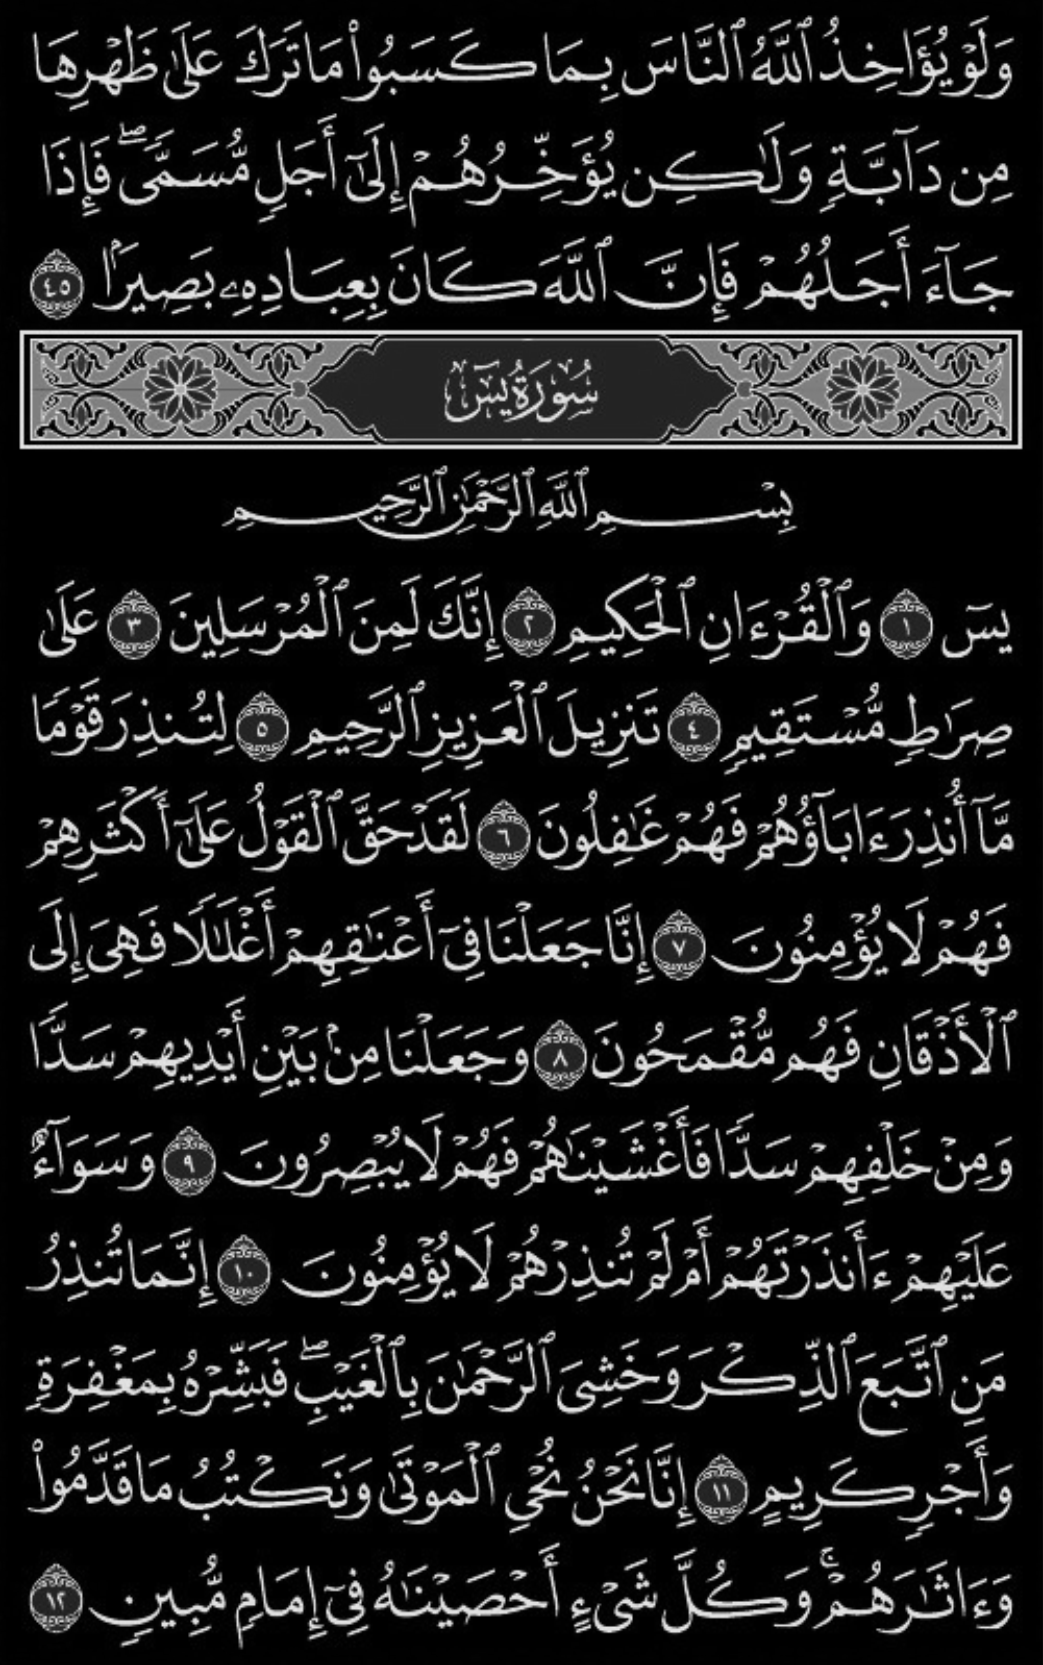 وَلَوۡ يُؤَاخِذُ ٱللَّهُ ٱلنَّاسَ بِمَا كَسَبُواْ مَا تَرَكَ عَلَىٰ ظَهۡرِهَا
مِن دَآبَّةٖ وَلَٰكِن يُؤَخِّرُهُمۡ إِلَىٰٓ أَجَلٖ مُّسَمّٗىۖ فَإِذَا
جَآءَ أَجَلُهُمۡ فَإِنَّ ٱللَّهَ كَانَ بِعِبَادِهِۦ بَصِيرَۢا ٤٥
سُورَةُ يسٓ
بِسۡمِ ٱللَّهِ ٱلرَّحۡمَٰنِ ٱلرَّحِيمِ
يسٓ ١ وَٱلۡقُرۡءَانِ ٱلۡحَكِيمِ ٢ إِنَّكَ لَمِنَ ٱلۡمُرۡسَلِينَ ٣ عَلَىٰ
صِرَٰطٖ مُّسۡتَقِيمٖ ٤ تَنزِيلَ ٱلۡعَزِيزِ ٱلرَّحِيمِ ٥ لِتُنذِرَ قَوۡمٗا
مَّآ أُنذِرَ ءَابَآؤُهُمۡ فَهُمۡ غَٰفِلُونَ ٦ لَقَدۡ حَقَّ ٱلۡقَوۡلُ عَلَىٰٓ أَكۡثَرِهِمۡ
فَهُمۡ لَا يُؤۡمِنُونَ ٧ إِنَّا جَعَلۡنَا فِيٓ أَعۡنَٰقِهِمۡ أَغۡلَٰلٗا فَهِيَ إِلَى
ٱلۡأَذۡقَانِ فَهُم مُّقۡمَحُونَ ٨ وَجَعَلۡنَا مِنۢ بَيۡنِ أَيۡدِيهِمۡ سَدّٗا
وَمِنۡ خَلۡفِهِمۡ سَدّٗا فَأَغۡشَيۡنَٰهُمۡ فَهُمۡ لَا يُبۡصِرُونَ ٩ وَسَوَآءٌ
عَلَيۡهِمۡ ءَأَنذَرۡتَهُمۡ أَمۡ لَمۡ تُنذِرۡهُمۡ لَا يُؤۡمِنُونَ ١٠ إِنَّمَا تُنذِرُ
مَنِ ٱتَّبَعَ ٱلذِّكۡرَ وَخَشِيَ ٱلرَّحۡمَٰنَ بِٱلۡغَيۡبِۖ فَبَشِّرۡهُ بِمَغۡفِرَةٖ
وَأَجۡرٖ كَرِيمٍ ١١ إِنَّا نَحۡنُ نُحۡيِ ٱلۡمَوۡتَىٰ وَنَكۡتُبُ مَا قَدَّمُواْ
وَءَاثَٰرَهُمۡۚ وَكُلَّ شَيۡءٍ أَحۡصَيۡنَٰهُ فِيٓ إِمَامٖ مُّبِينٖ ١٢